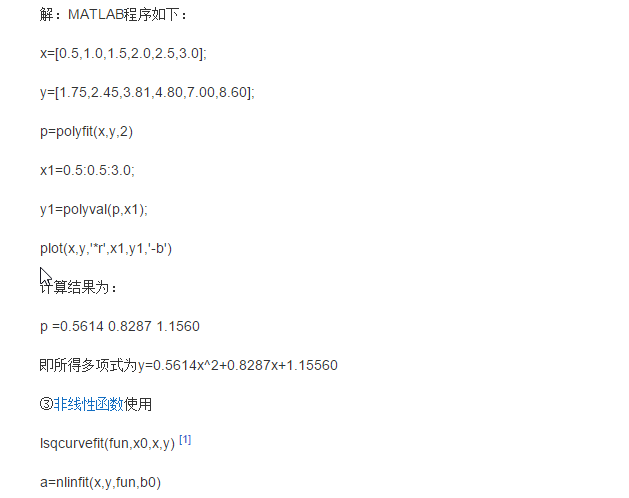 解：MATLAB程序如下：
x=[0.5,1.0,1.5,2.0,2.5,3.0];
y=[1.75,2.45,3.81,4.80,7.00,8.60];
p=polyfit(x,y,2)
x1=0.5:0.5:3.0;
y1=polyval(p,x1);
plot(x,y,'*r',x1,y1,'-b')
计算结果为：
p =0.5614 0.8287 1.1560
即所得多项式为y=0.5614x^2+0.8287x+1.15560
③非线性函数使用
lsqcurvefit(fun,x0,x,y) [1]
a=nlinfit(x,y,fun,b0)